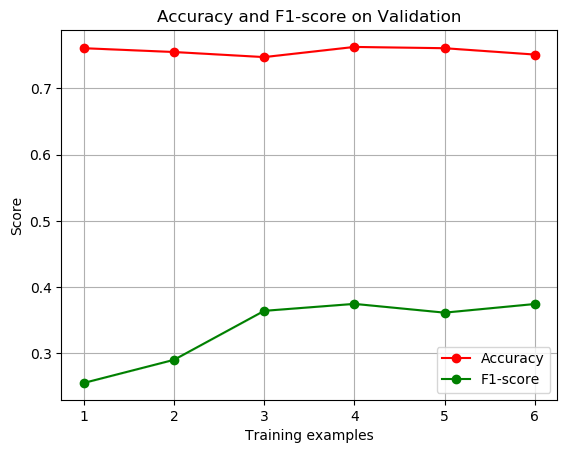 Accuracy and F1-score on Validation
Score
0.7
0.6
0.5
0.4
0.3
Accuracy
F1-score
1 2 3 4 5 6
Training examples